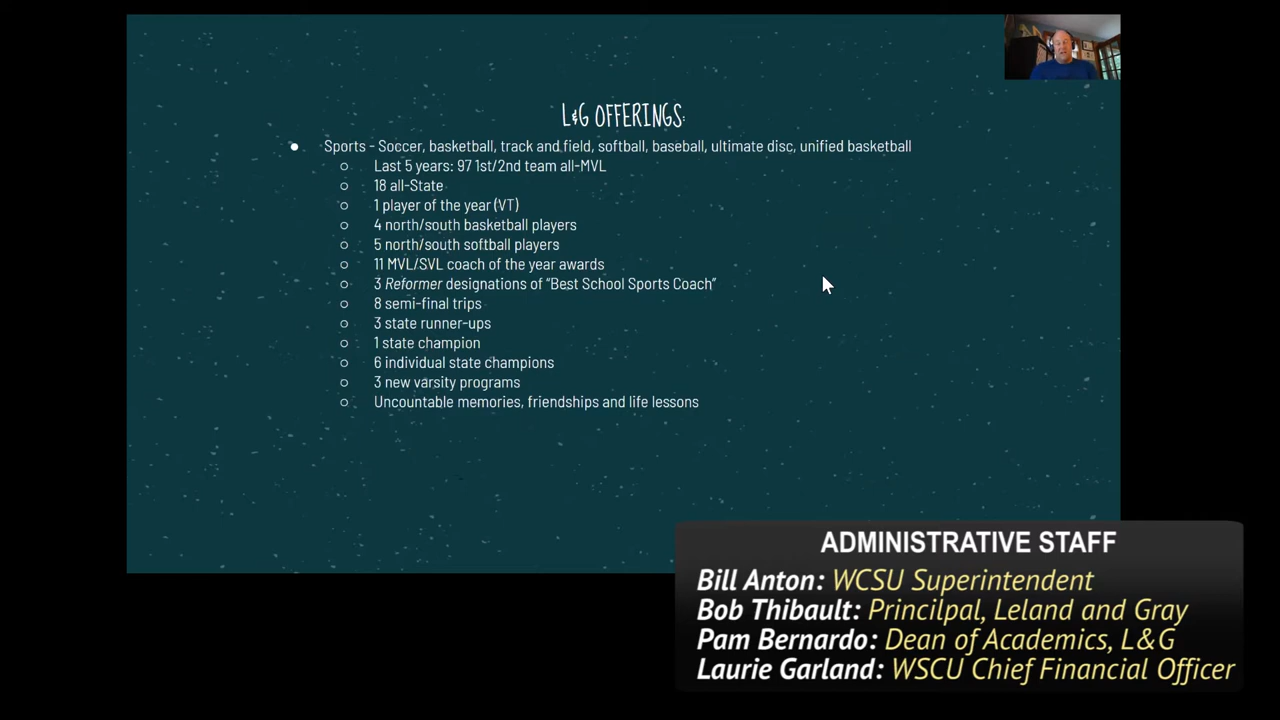 L&G OFFERINGS:
● Sports - Soccer, basketball, track and field, softball, baseball, ultimate disc, unified basketball
○ Last 5 years: 97 1st/2nd team all-MVL
○ 18 all-State
○ 1 player of the year (VT)
○ 4 north/south basketball players
○ 5 north/south softball players
○ 11 MVL/SVL coach of the year awards
○ 3 Reformer designations of “Best School Sports Coach”
○ 8 semi-final trips
○ 3 state runner-ups
○ 1 state champion
○ 6 individual state champions
○ 3 new varsity programs
○ Uncountable memories, friendships and life lessons
ADMINISTRATIVE STAFF
Bill Anton: WCSU Superintendent
Bob Thibault: Princilpal, Leland and Gray
Pam Bernardo: Dean of Academics, L&G
Laurie Garland: WSCU Chief Financial Officer